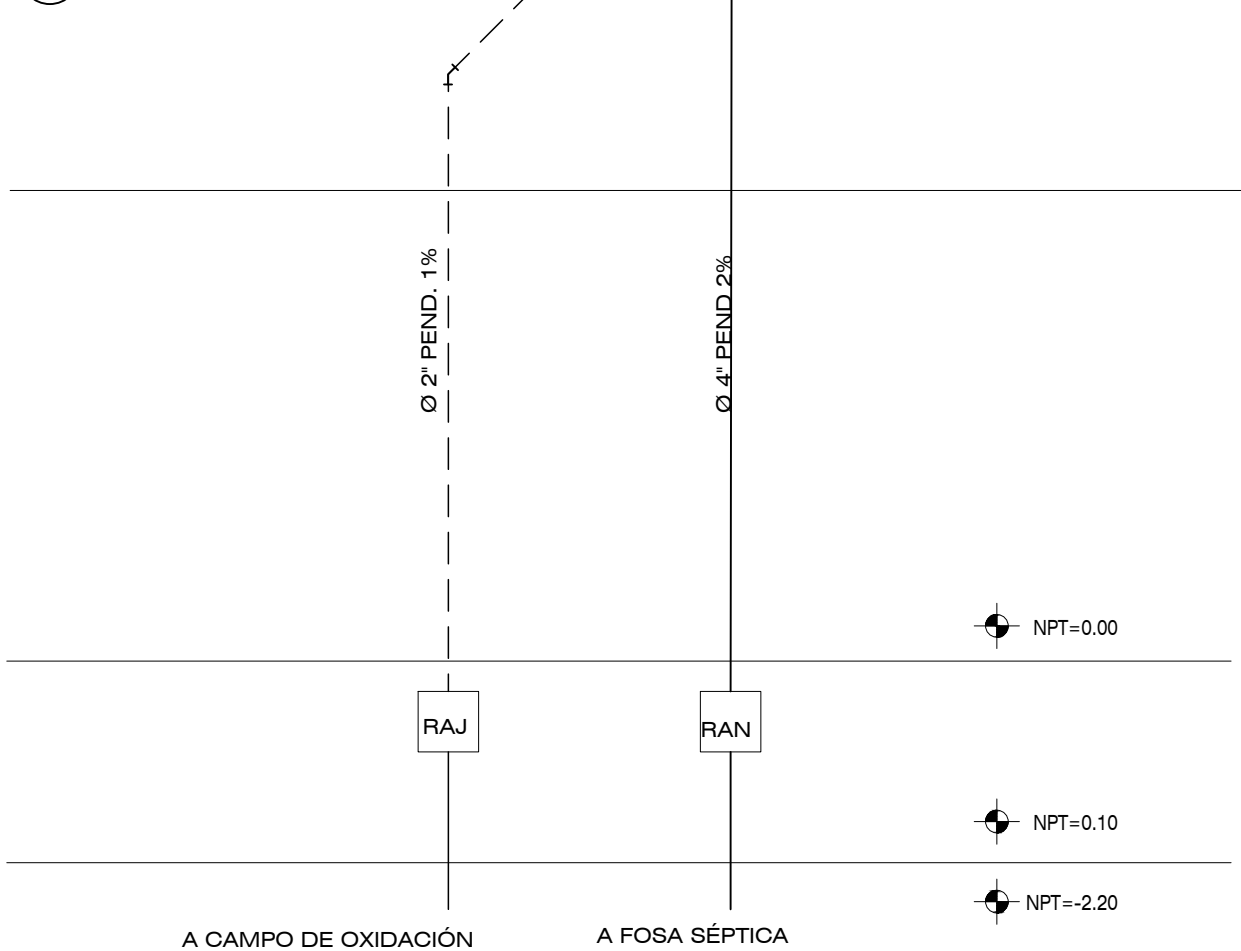 Ø 2" PEND. 1%
Ø 4" PEND 2%
NPT=0.00
RAJ
RAN
NPT=0.10
NPT=-2.20
A CAMPO DE OXIDACIÓN
A FOSA SÉPTICA